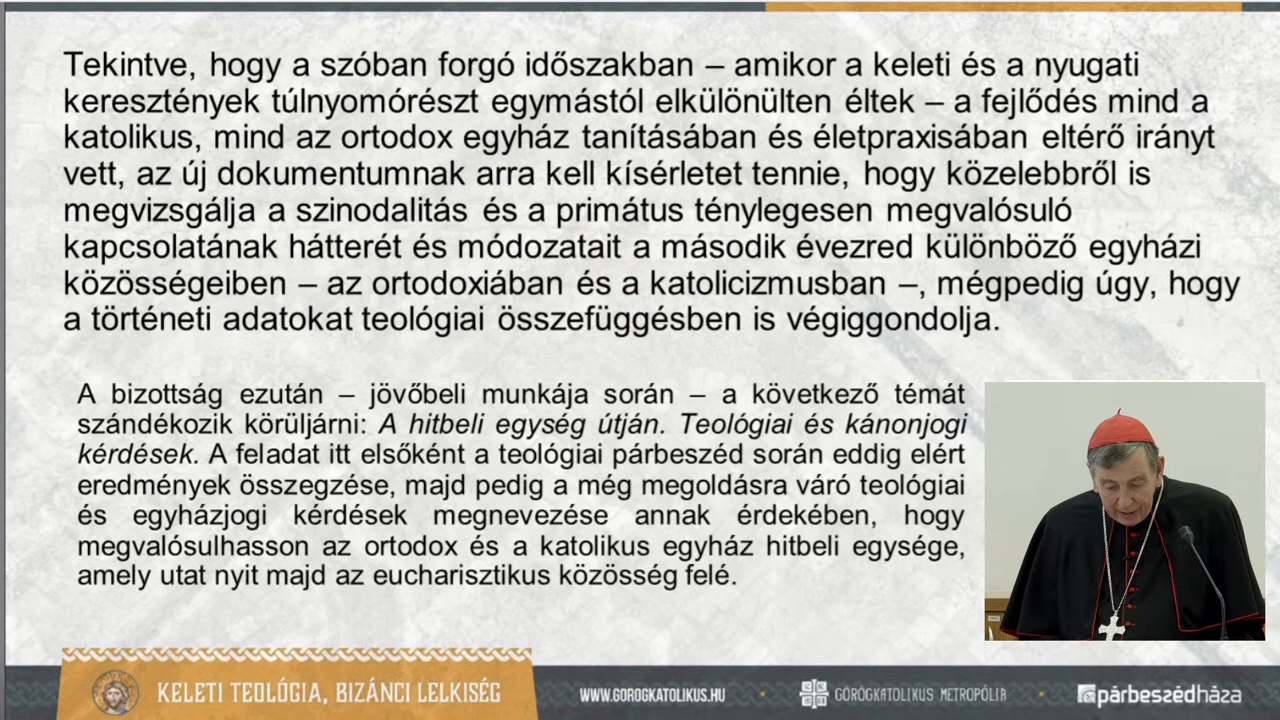 Tekintve, hogy a szóban forgó időszakban – amikor a keleti és a nyugati
keresztények túlnyomórészt egymástól elkülönülten éltek – a fejlődés mind a
katolikus, mind az ortodox egyház tanításában és életpraxisában eltérő irányt
vett, az új dokumentumnak arra kell kísérletet tennie, hogy közelebbről is
megvizsgálja a szinodalitás és a primátus ténylegesen megvalósuló
kapcsolatának hátterét és módozatait a második évezred különböző egyházi
közösségeiben – az ortodoxiában és a katolicizmusban –, mégpedig úgy, hogy
a történeti adatokat teológiai összefüggésben is végiggondolja.
A bizottság ezután – jövőbeli munkája során – a következő témát
szándékozik körüljárni: A hitbeli egység útján. Teológiai és kánonjogi
kérdések. A feladat itt elsőként a teológiai párbeszéd során eddig elért
eredmények összegzése, majd pedig a még megoldásra váró teológiai
és egyházjogi kérdések megnevezése annak érdekében, hogy
megvalósulhasson az ortodox és a katolikus egyház hitbeli egysége,
amely utat nyit majd az eucharisztikus közösség felé.
KELETI TEOLÓGIA, BIZÁNCI LELKISÉG
WWW.GOROGKATOLIKUS.HU
GÖRÖGKATOLIKUS METROPÓLIA
párbeszédháza